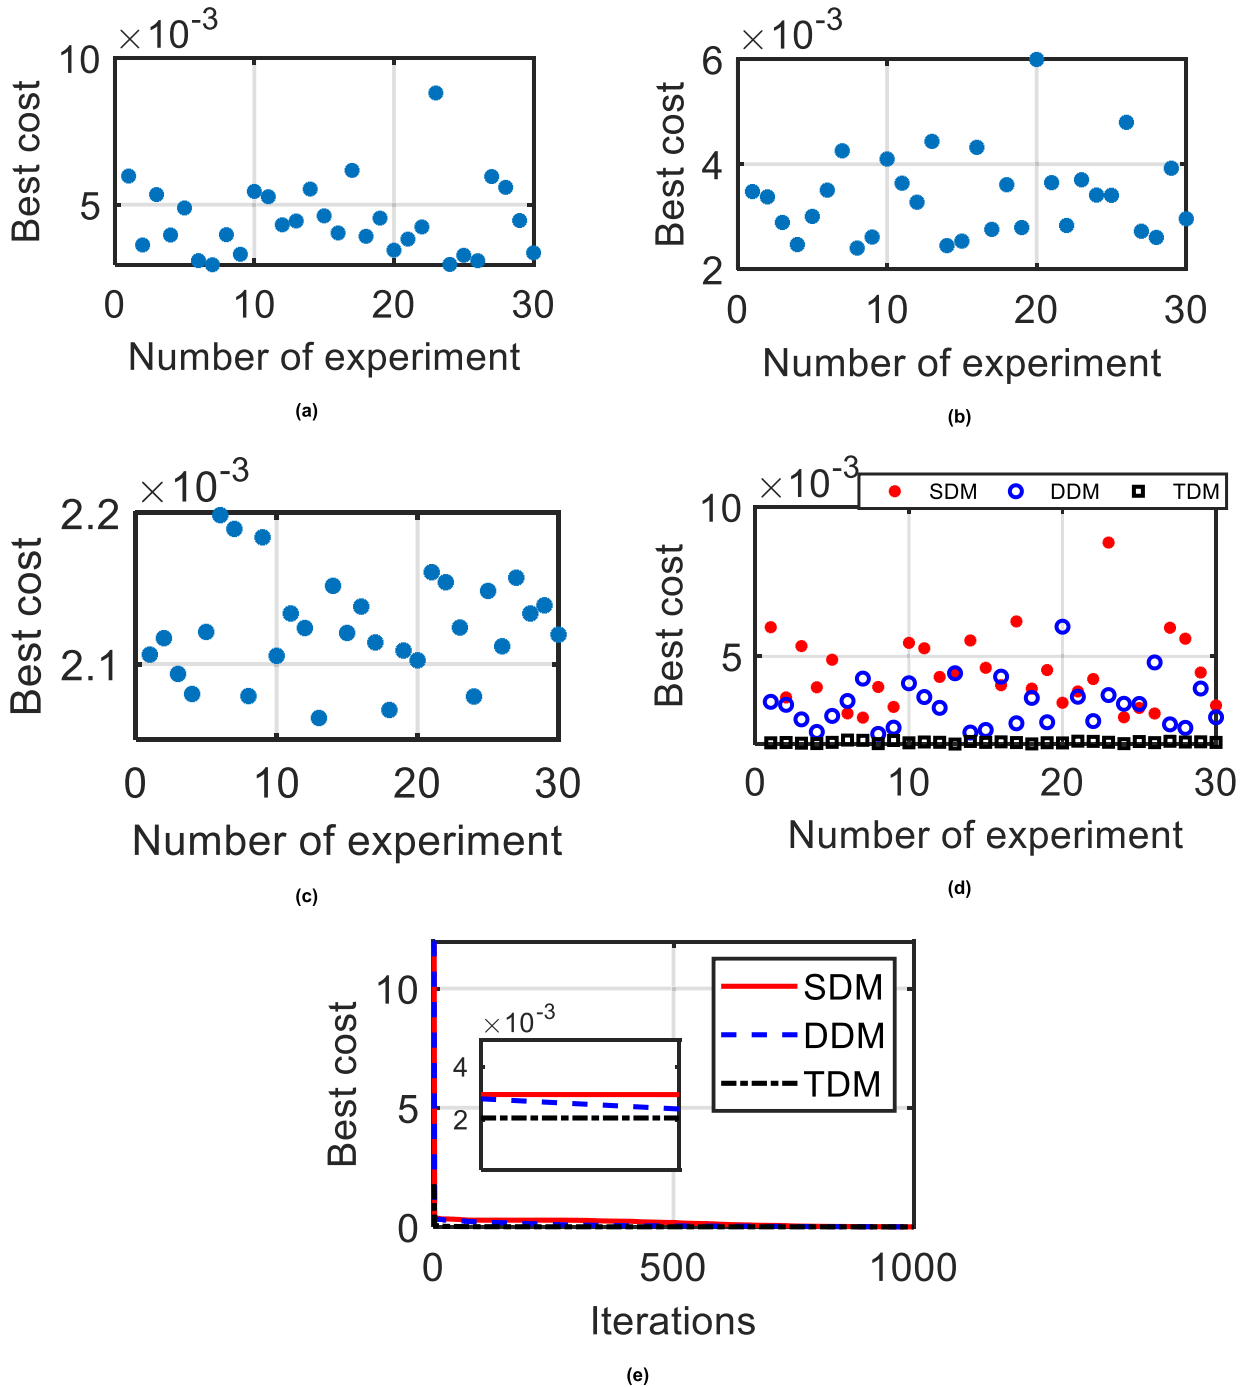 ×10-3
10
5
Best cost
0 10 20 30
Number of experiment
(a)
×10-3
6
4
2
Best cost
0 10 20 30
Number of experiment
(b)
×10-3
2.2
2.1
Best cost
0 10 20 30
Number of experiment
(c)
×10-3
SDM DDM TDM
10
5
Best cost
0 10 20 30
Number of experiment
(d)
10
5
0
Best cost
×10-3
4
2
SDM
DDM
TDM
0 500 1000
Iterations
(e)